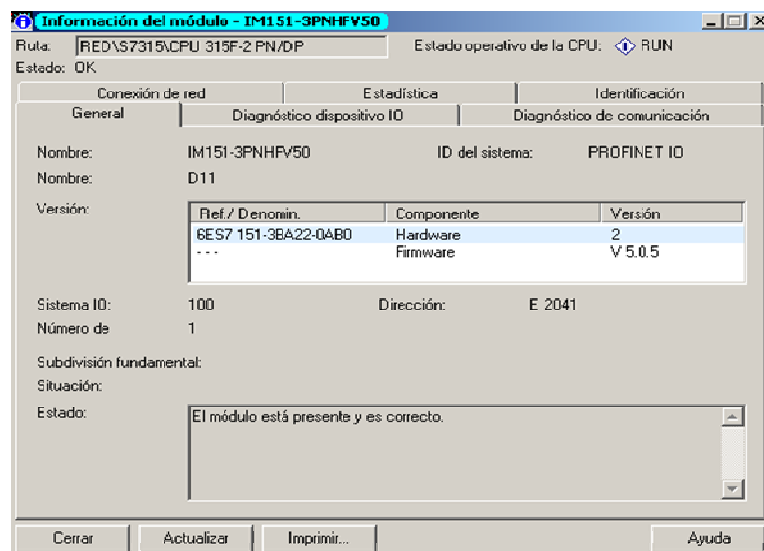 Información del módulo - IM151-3PNHFV50
Ruta: RED\S7315\CPU 315F-2 PN/DP Estado operativo de la CPU: RUN
Estado: OK
Conexión de red Estadística Identificación
General Diagnóstico dispositivo IO Diagnóstico de comunicación
Nombre: IM151-3PNHFV50 ID del sistema: PROFINET IO
Nombre: D11
Versión: Ref./ Denomin. Componente Versión
6ES7 151-3BA22-0AB0 Hardware 2
- - - Firmware V 5.0.5
Sistema IO: 100 Dirección: E 2041
Número de 1
Subdivisión fundamental:
Situación:
Estado: El módulo está presente y es correcto.
Cerrar Actualizar Imprimir... Ayuda